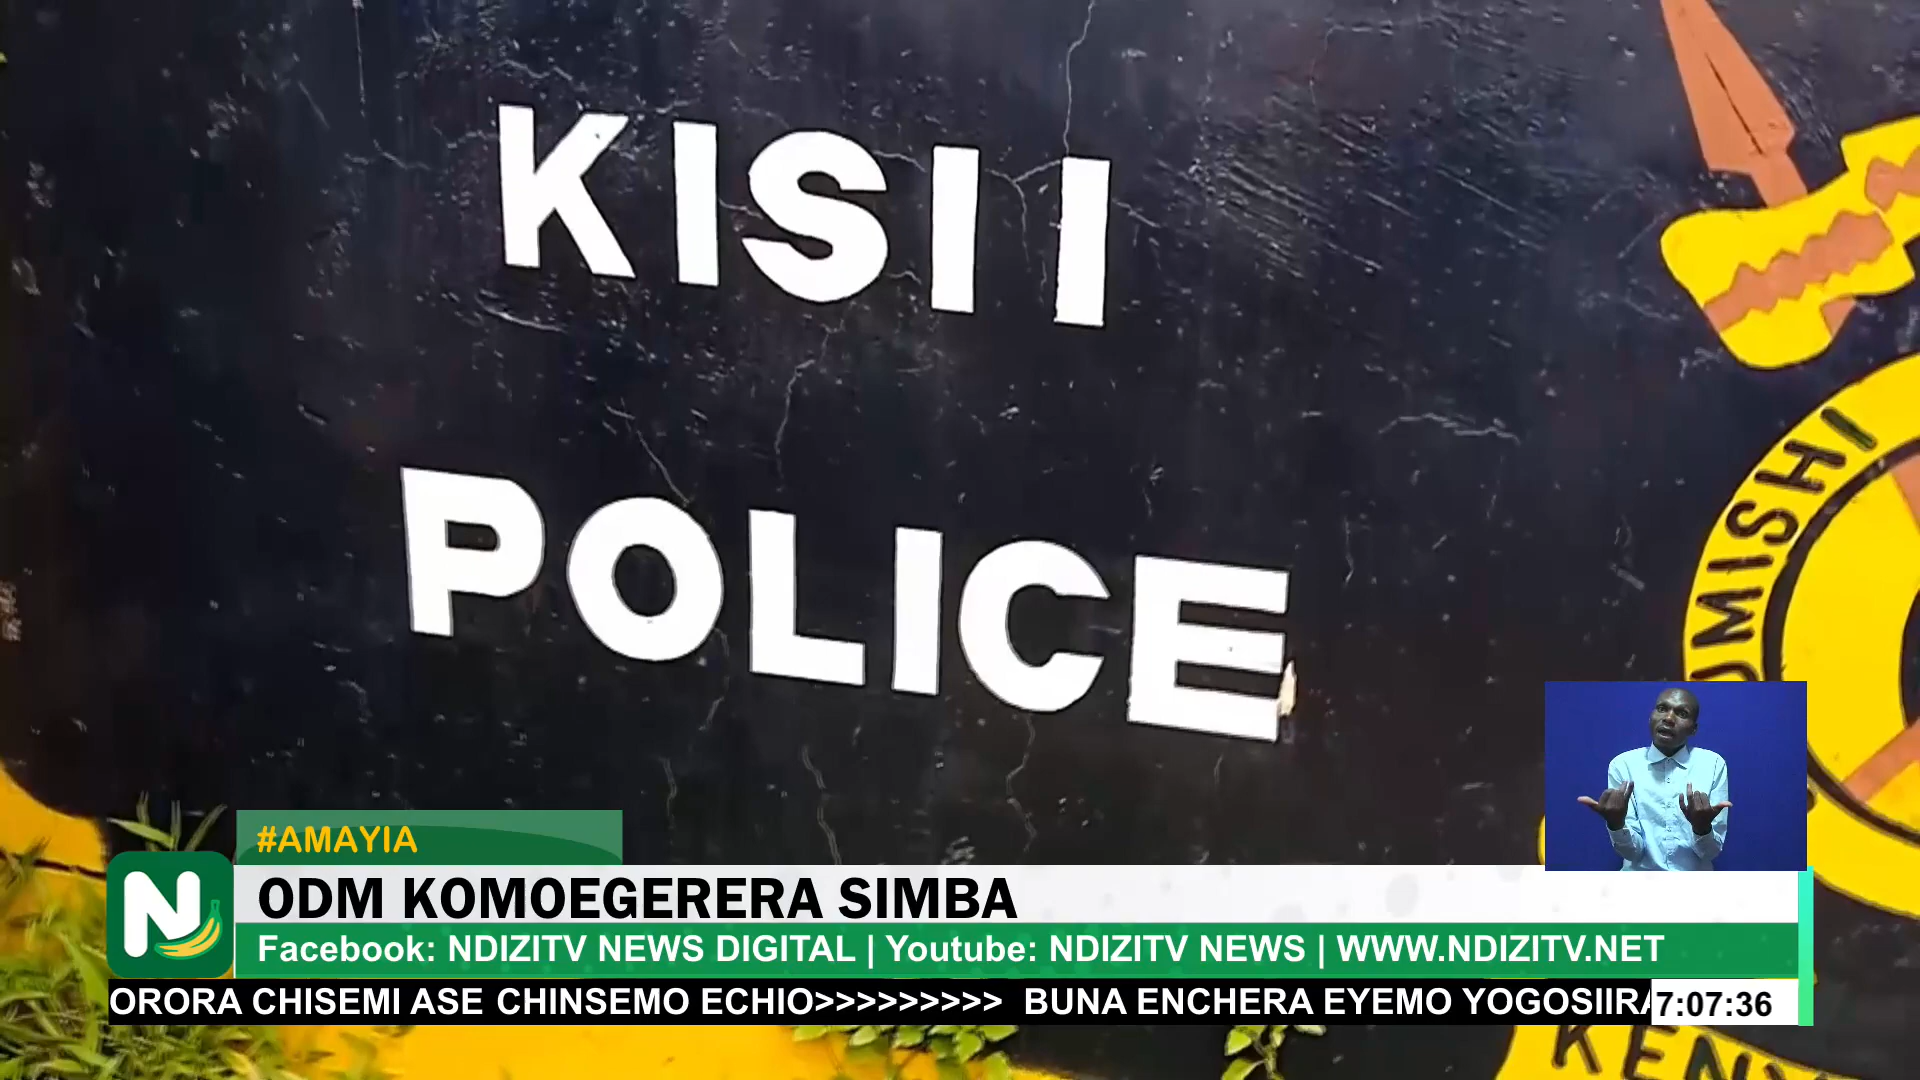 KISII
POLICE
UMISHI
#AMAYIA
N
ODM KOMOEGERERA SIMBA
Facebook: NDIZITV NEWS DIGITAL | Youtube: NDIZITV NEWS | WWW.NDIZITV.NET
ORORA CHISEMI ASE CHINSEMO ECHIO>>>>>>>>> BUNA ENCHERA EYEMO YOGOSIIRA
7:07:36
KENY